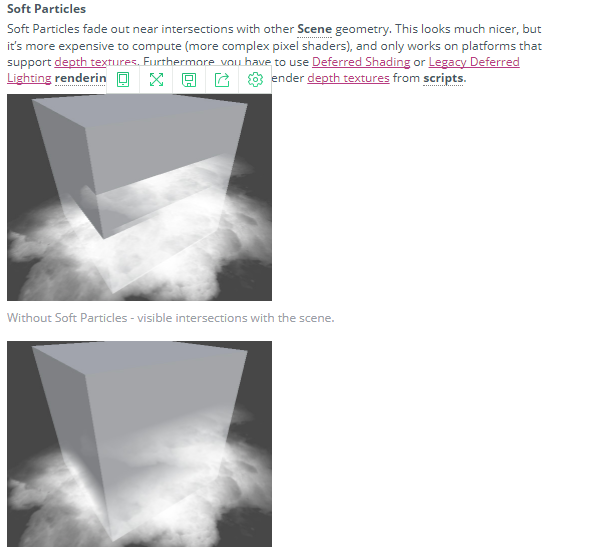 Soft Particles
Soft Particles fade out near intersections with other Scene geometry. This looks much nicer, but
it's more expensive to compute (more complex pixel shaders), and only works on platforms that
support depth textures. Furthermore, you have to use Deferred Shading or Legacy Deferred
Lighting depth textures from scripts.
Without Soft Particles - visible intersections with the scene.